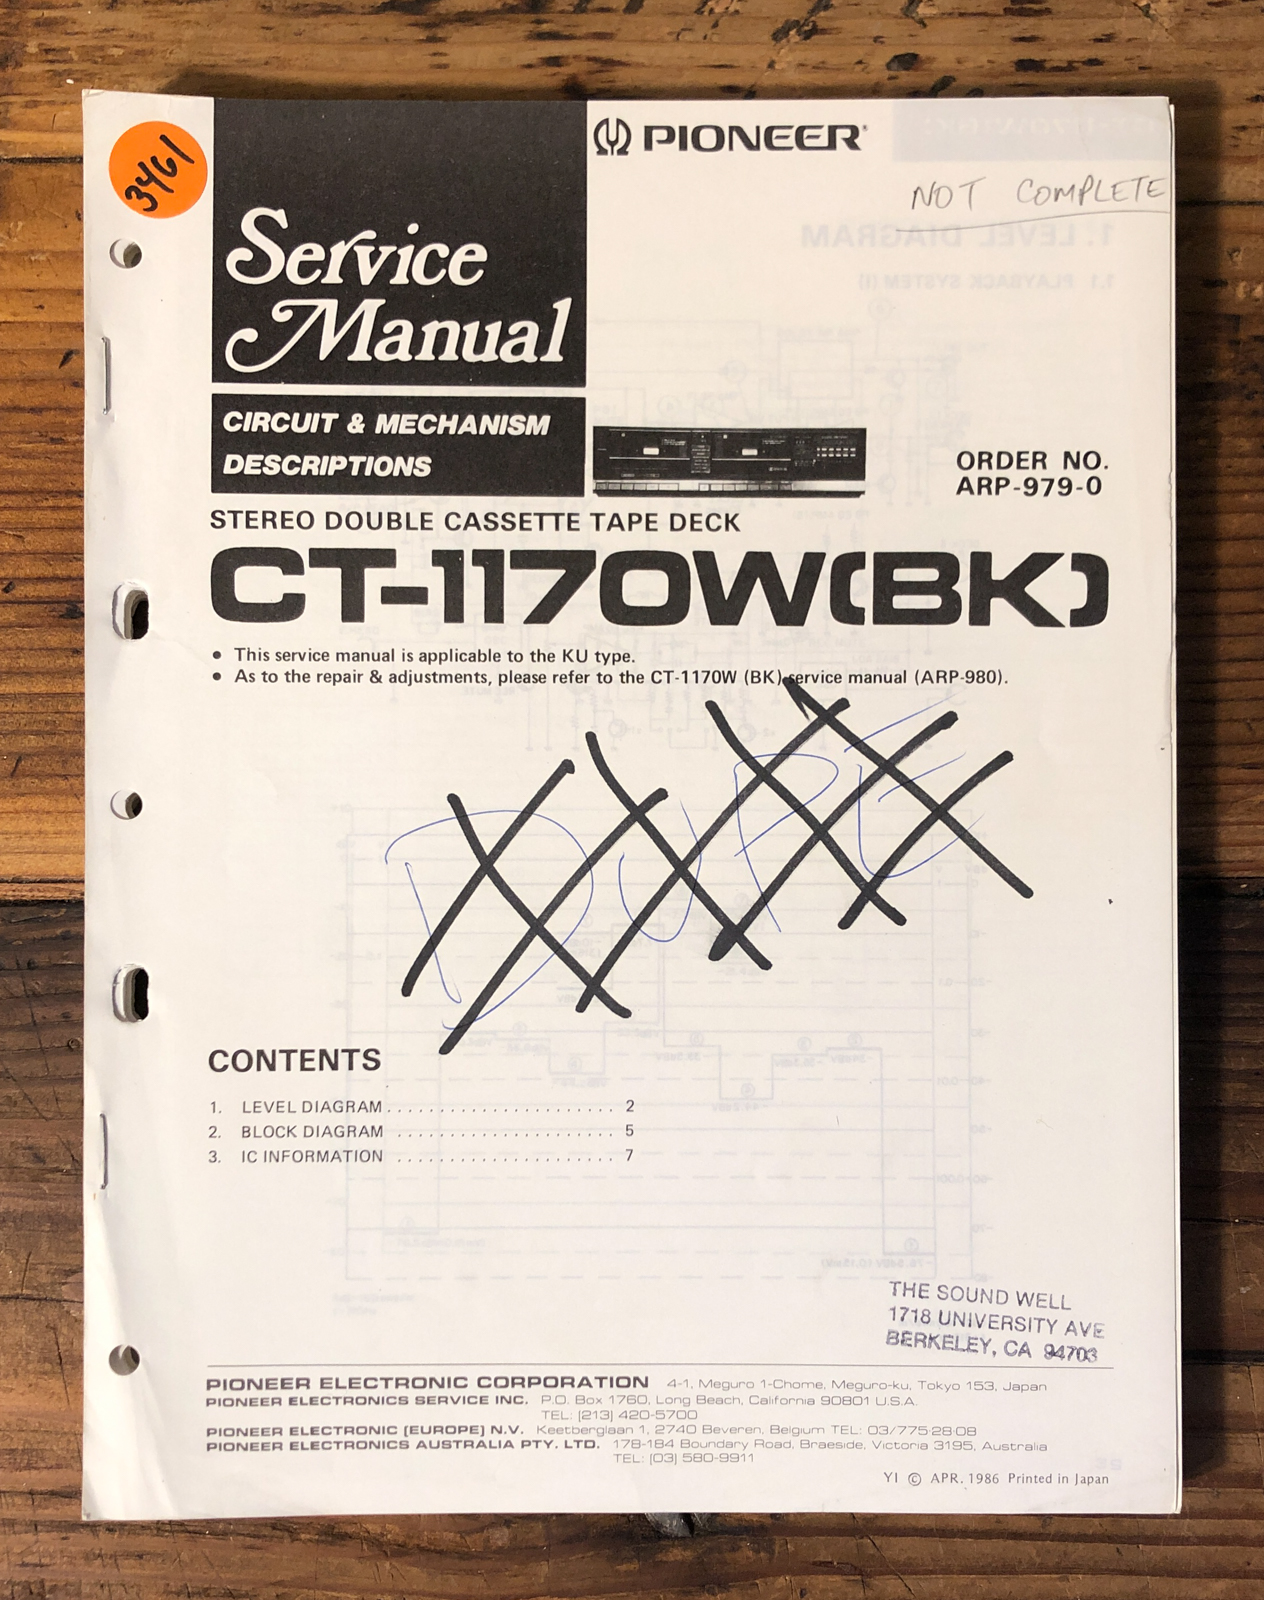 3461
PIONEER
NOT COMPLETE
Service
Manual
CIRCUIT & MECHANISM
DESCRIPTIONS
ORDER NO.
ARP-979-0
STEREO DOUBLE CASSETTE TAPE DECK
CT-1170W(BK)
• This service manual is applicable to the KU type.
• As to the repair & adjustments, please refer to the CT-1170W (BK) service manual (ARP-980).
DUPE
CONTENTS
1. LEVEL DIAGRAM . . . . . . . . . . . . . . . . . . . . . . 2
2. BLOCK DIAGRAM . . . . . . . . . . . . . . . . . . . . . 5
3. IC INFORMATION . . . . . . . . . . . . . . . . . . . . . 7
THE SOUND WELL
1718 UNIVERSITY AVE
BERKELEY, CA 94703
PIONEER ELECTRONIC CORPORATION 4-1, Meguro 1-Chome, Meguro-ku, Tokyo 153, Japan
PIONEER ELECTRONICS SERVICE INC. P.O. Box 1760, Long Beach, California 90801 U.S.A.
TEL: [213] 420-5700
PIONEER ELECTRONIC [EUROPE] N.V. Keetberglaan 1, 2740 Beveren, Belgium TEL: 03/775·28·08
PIONEER ELECTRONICS AUSTRALIA PTY. LTD. 178-184 Boundary Road, Braeside, Victoria 3195, Australia
TEL: [03] 580-9911
YI © APR. 1986 Printed in Japan